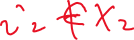 i₂ ∉ X₂